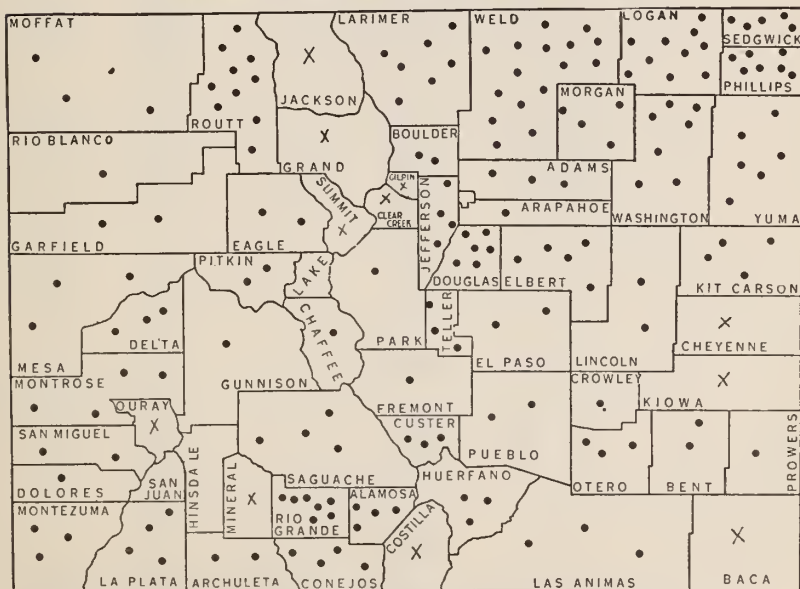 MOFFAT
LARIMER
WELD
LOGAN
SEDGWICK
PHILLIPS
JACKSON
MORGAN
ROUTT
RIO BLANCO
BOULDER
GRAND
GILPIN
ADAMS
SUMMIT
CLEAR
CREEK
JEFFERSON
ARAPAHOE
WASHINGTON
YUMA
GARFIELD
EAGLE
PITKIN
LAKE
DOUGLAS
ELBERT
KIT CARSON
TELLER
CHAFFEE
DELTA
PARK
MESA
EL PASO
LINCOLN
CHEYENNE
MONTROSE
GUNNISON
CROWLEY
OURAY
FREMONT
KIOWA
CUSTER
SAN MIGUEL
PUEBLO
PROWERS
HINSDALE
MINERAL
SAGUACHE
HUERFANO
OTERO
BENT
DOLORES
SAN
JUAN
ALAMOSA
MONTEZUMA
RIO
GRANDE
COSTILLA
LA PLATA
ARCHULETA
CONEJOS
LAS ANIMAS
BACA